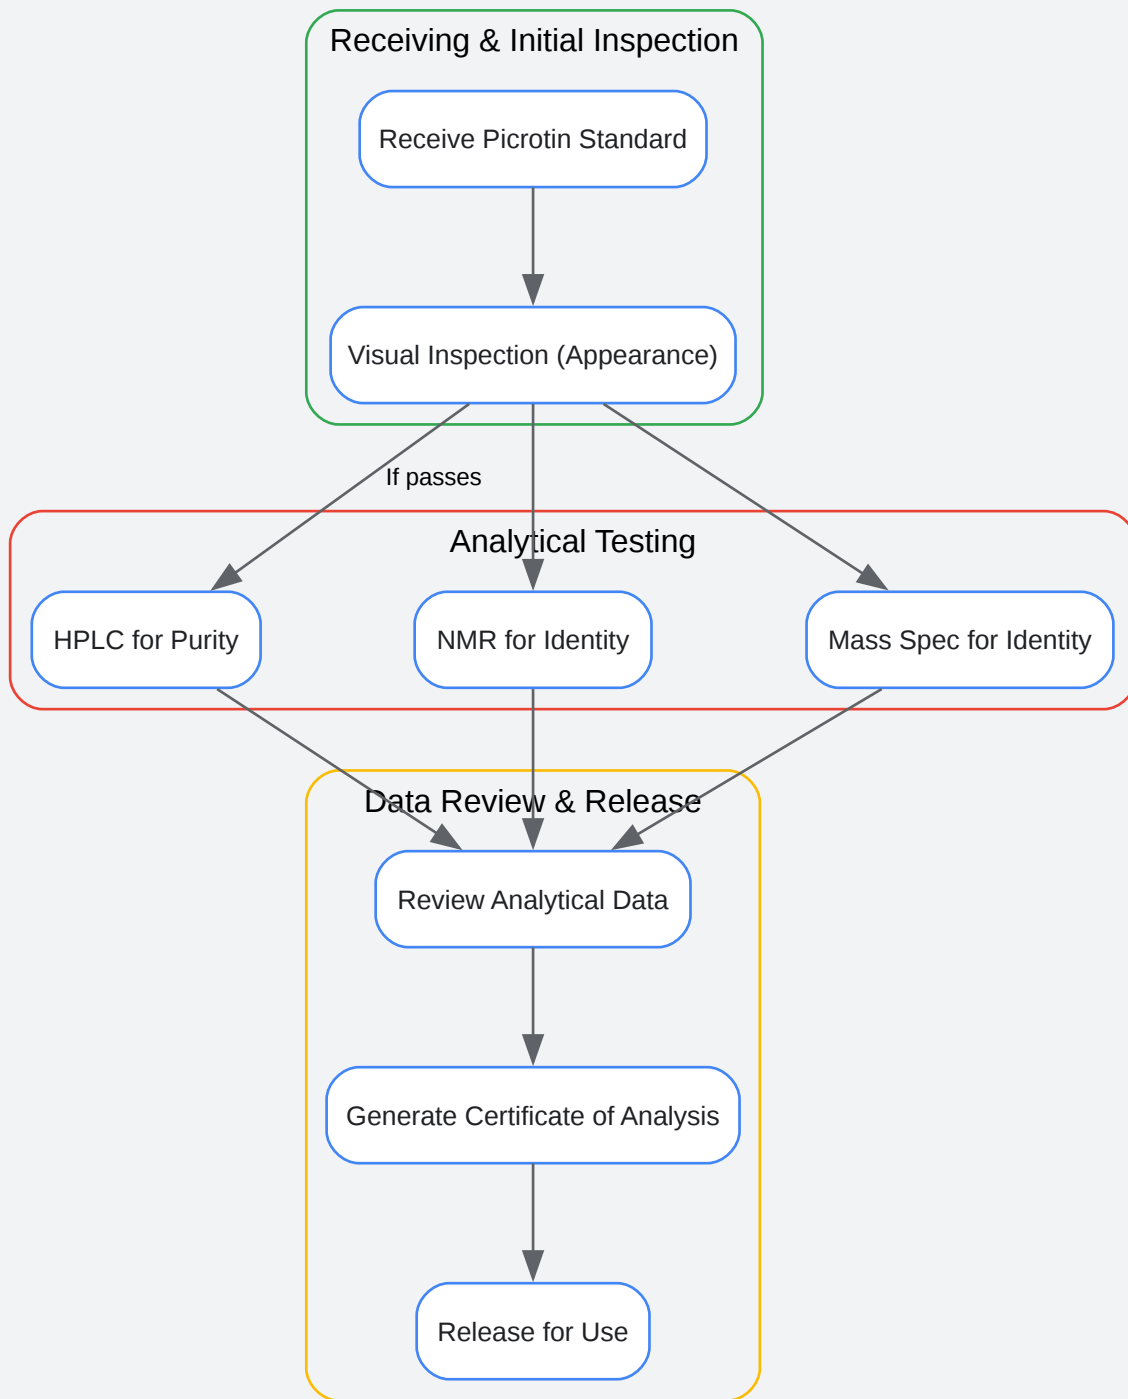 Receiving & Initial Inspection
Receive Picrotin Standard
Visual Inspection (Appearance)
If passes
Analytical Testing
HPLC for Purity
NMR for Identity
Mass Spec for Identity
Data Review & Release
Review Analytical Data
Generate Certificate of Analysis
Release for Use